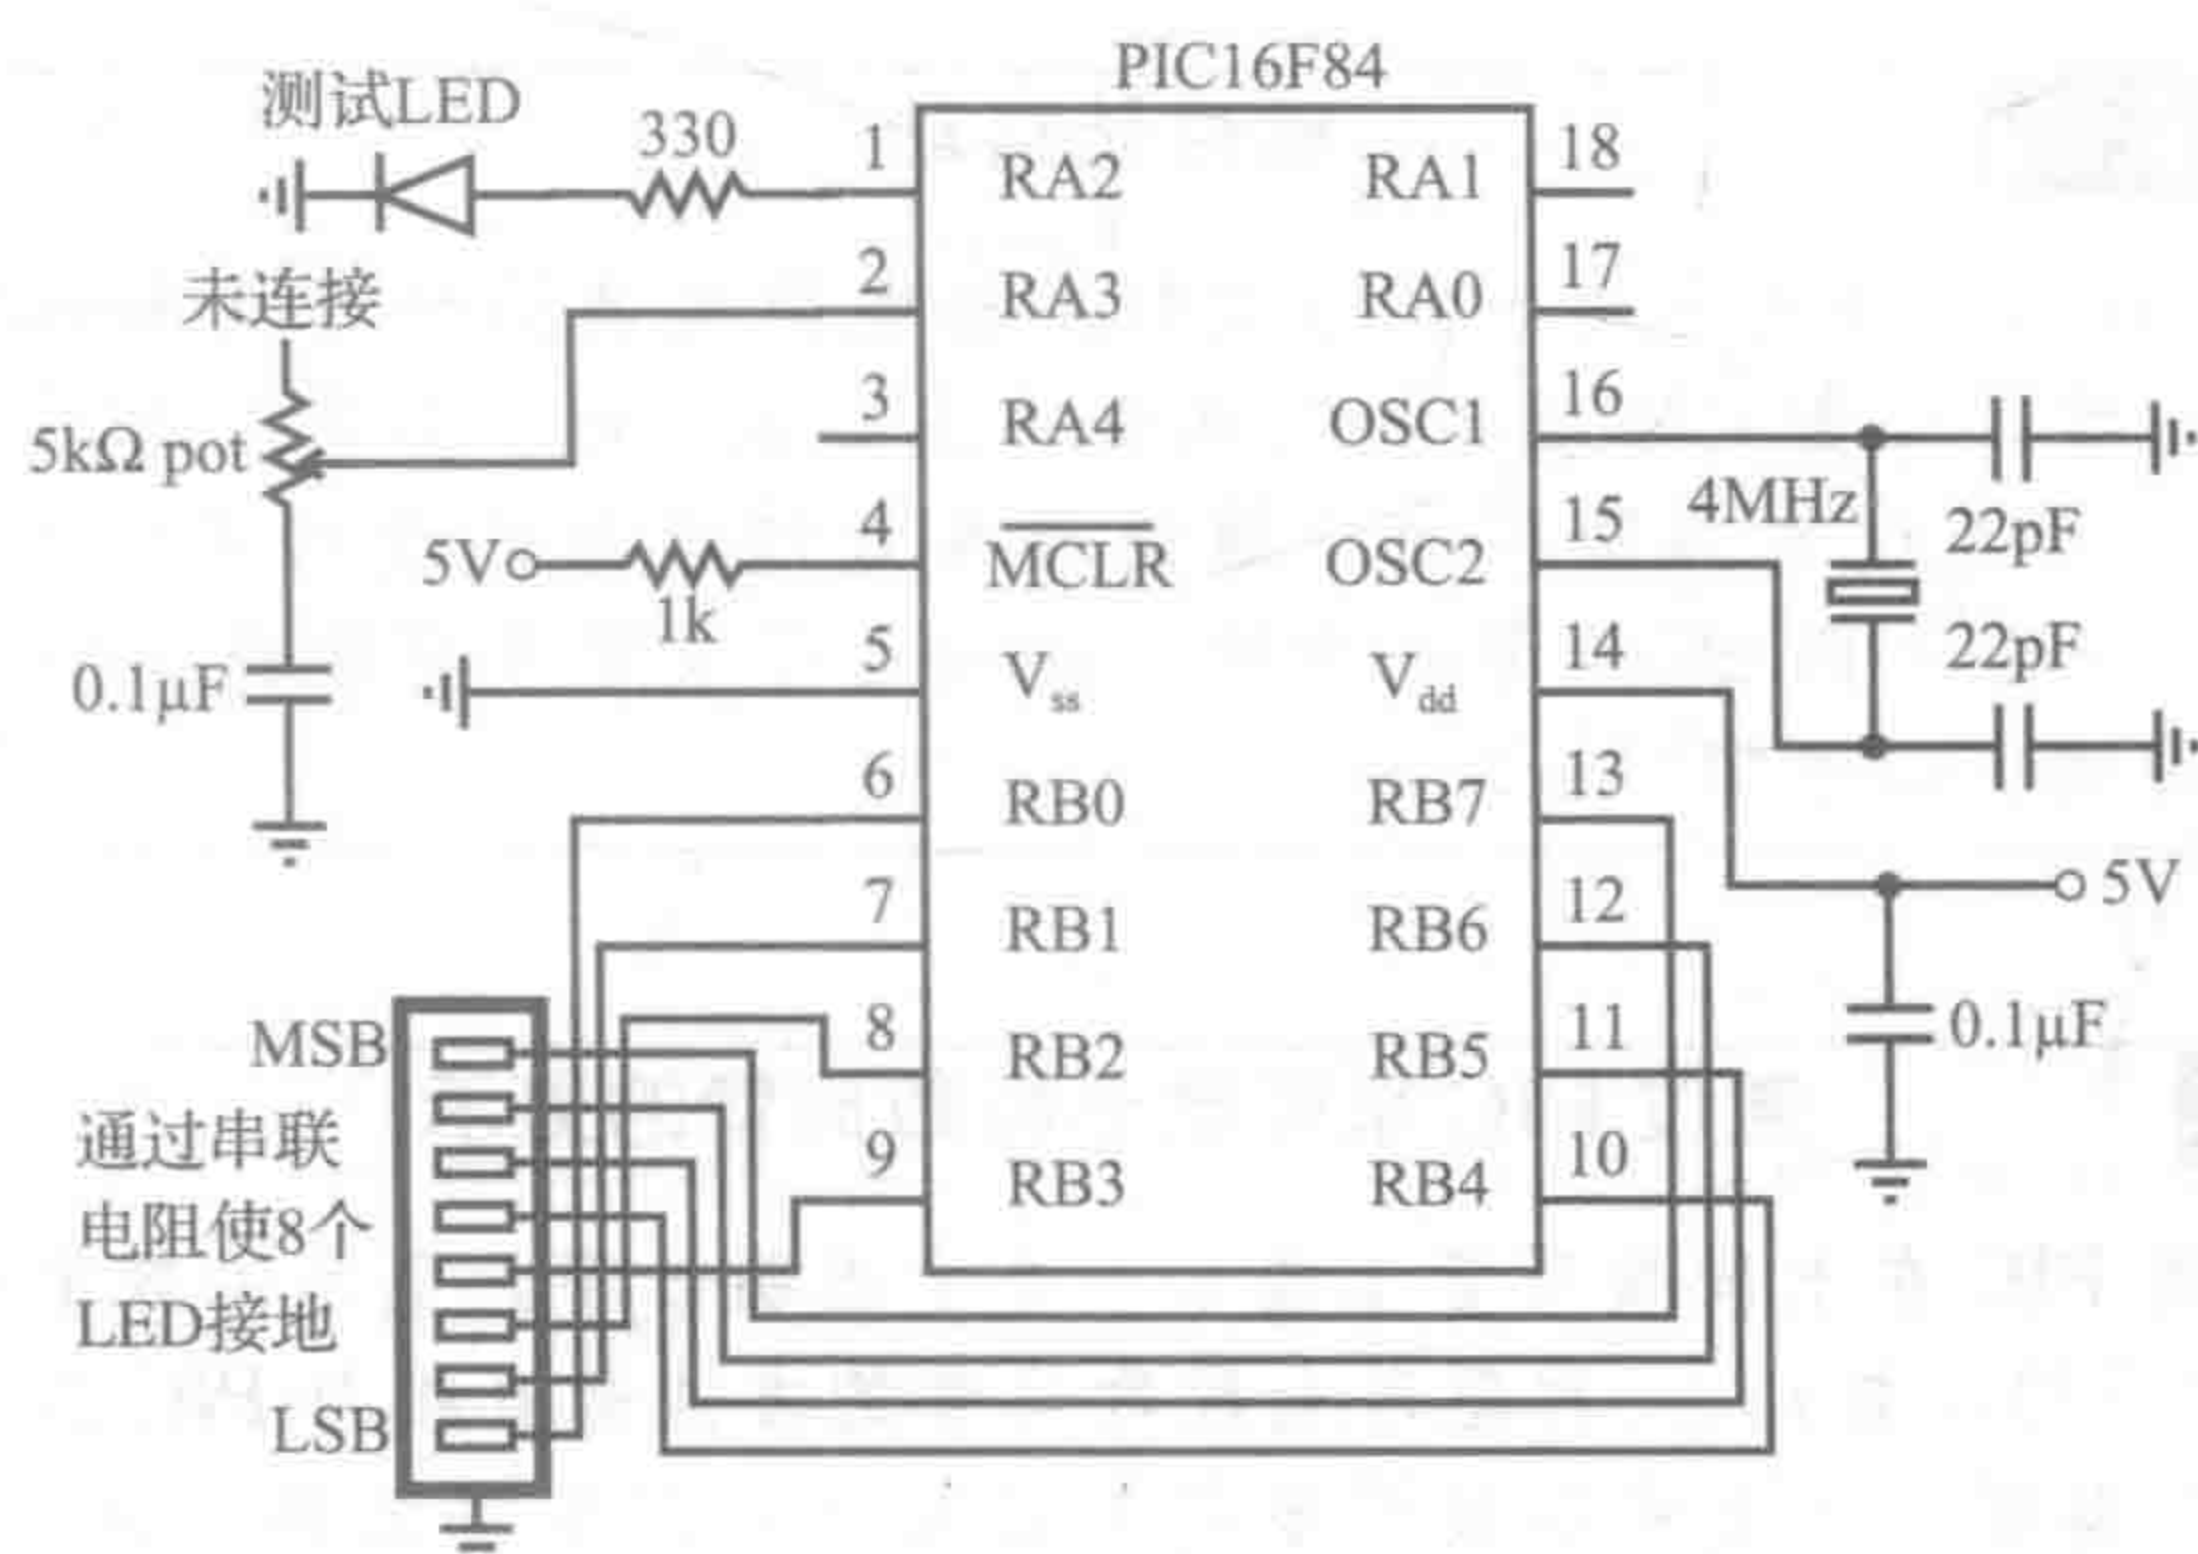 PIC16F84
测试LED
330
1
RA2
RA1
18
未连接
2
RA3
RA0
17
5kΩ pot
3
RA4
OSC1
16
4MHz
22pF
5V
1k
4
MCLR
OSC2
15
22pF
0.1μF
5
Vss
Vdd
14
6
RB0
RB7
13
5V
7
RB1
RB6
12
0.1μF
8
RB2
RB5
11
9
RB3
RB4
10
MSB
通过串联
电阻使8个
LED接地
LSB